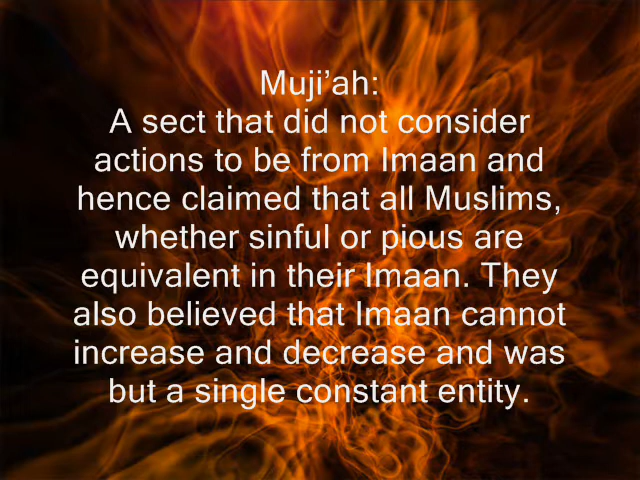 Muji’ah:
A sect that did not consider
actions to be from Imaan and
hence claimed that all Muslims,
whether sinful or pious are
equivalent in their Imaan. They
also believed that Imaan cannot
increase and decrease and was
but a single constant entity.